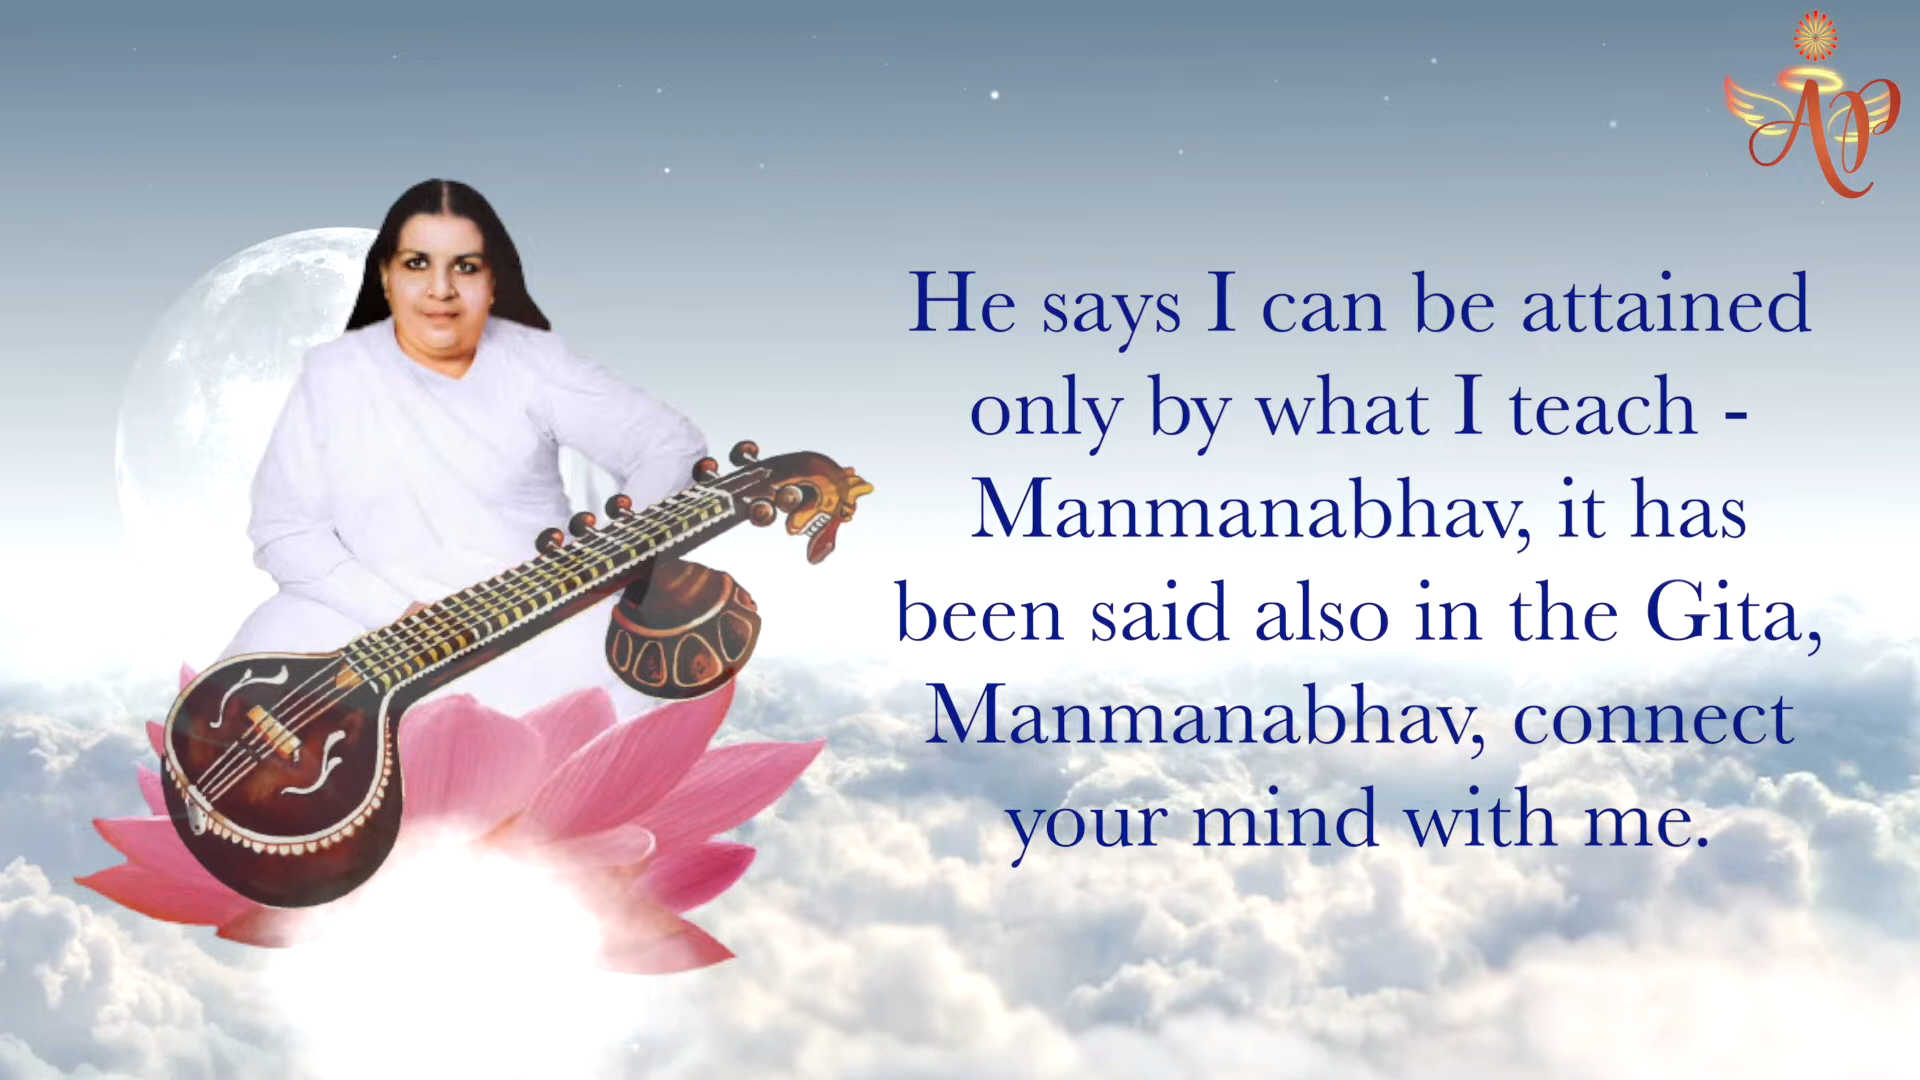 AP
He says I can be attained
only by what I teach -
Manmanabhav, it has
been said also in the Gita,
Manmanabhav, connect
your mind with me.